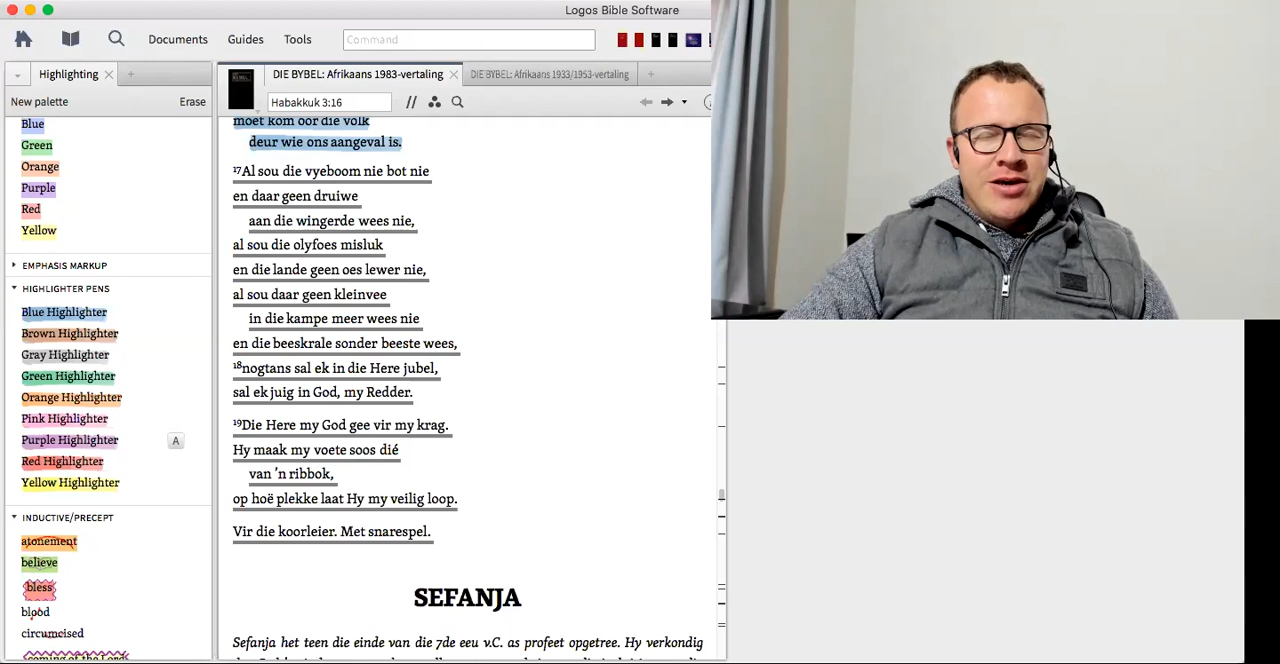 Logos Bible Software
Documents
Guides
Tools
Command
Highlighting
DIE BYBEL: Afrikaans 1983-vertaling
DIE BYBEL: Afrikaans 1933/1953-vertaling
New palette
Erase
Habakkuk 3:16
Blue
Green
Orange
Purple
Red
Yellow
EMPHASIS MARKUP
HIGHLIGHTER PENS
Blue Highlighter
Brown Highlighter
Gray Highlighter
Green Highlighter
Orange Highlighter
Pink Highlighter
Purple Highlighter
A
Red Highlighter
Yellow Highlighter
INDUCTIVE/PRECEPT
atonement
believe
bless
blood
circumcised
coming of the Lord
moet kom oor die volk
deur wie ons aangeval is.
17Al sou die vyeboom nie bot nie
en daar geen druiwe
aan die wingerde wees nie,
al sou die olyfoes misluk
en die lande geen oes lewer nie,
al sou daar geen kleinvee
in die kampe meer wees nie
en die beeskrale sonder beeste wees,
18nogtans sal ek in die Here jubel,
sal ek juig in God, my Redder.
19Die Here my God gee vir my krag.
Hy maak my voete soos dié
van 'n ribbok,
op hoë plekke laat Hy my veilig loop.
Vir die koorleier. Met snarespel.
SEFANJA
Sefanja het teen die einde van die 7de eeu v.C. as profeet opgetree. Hy verkondig